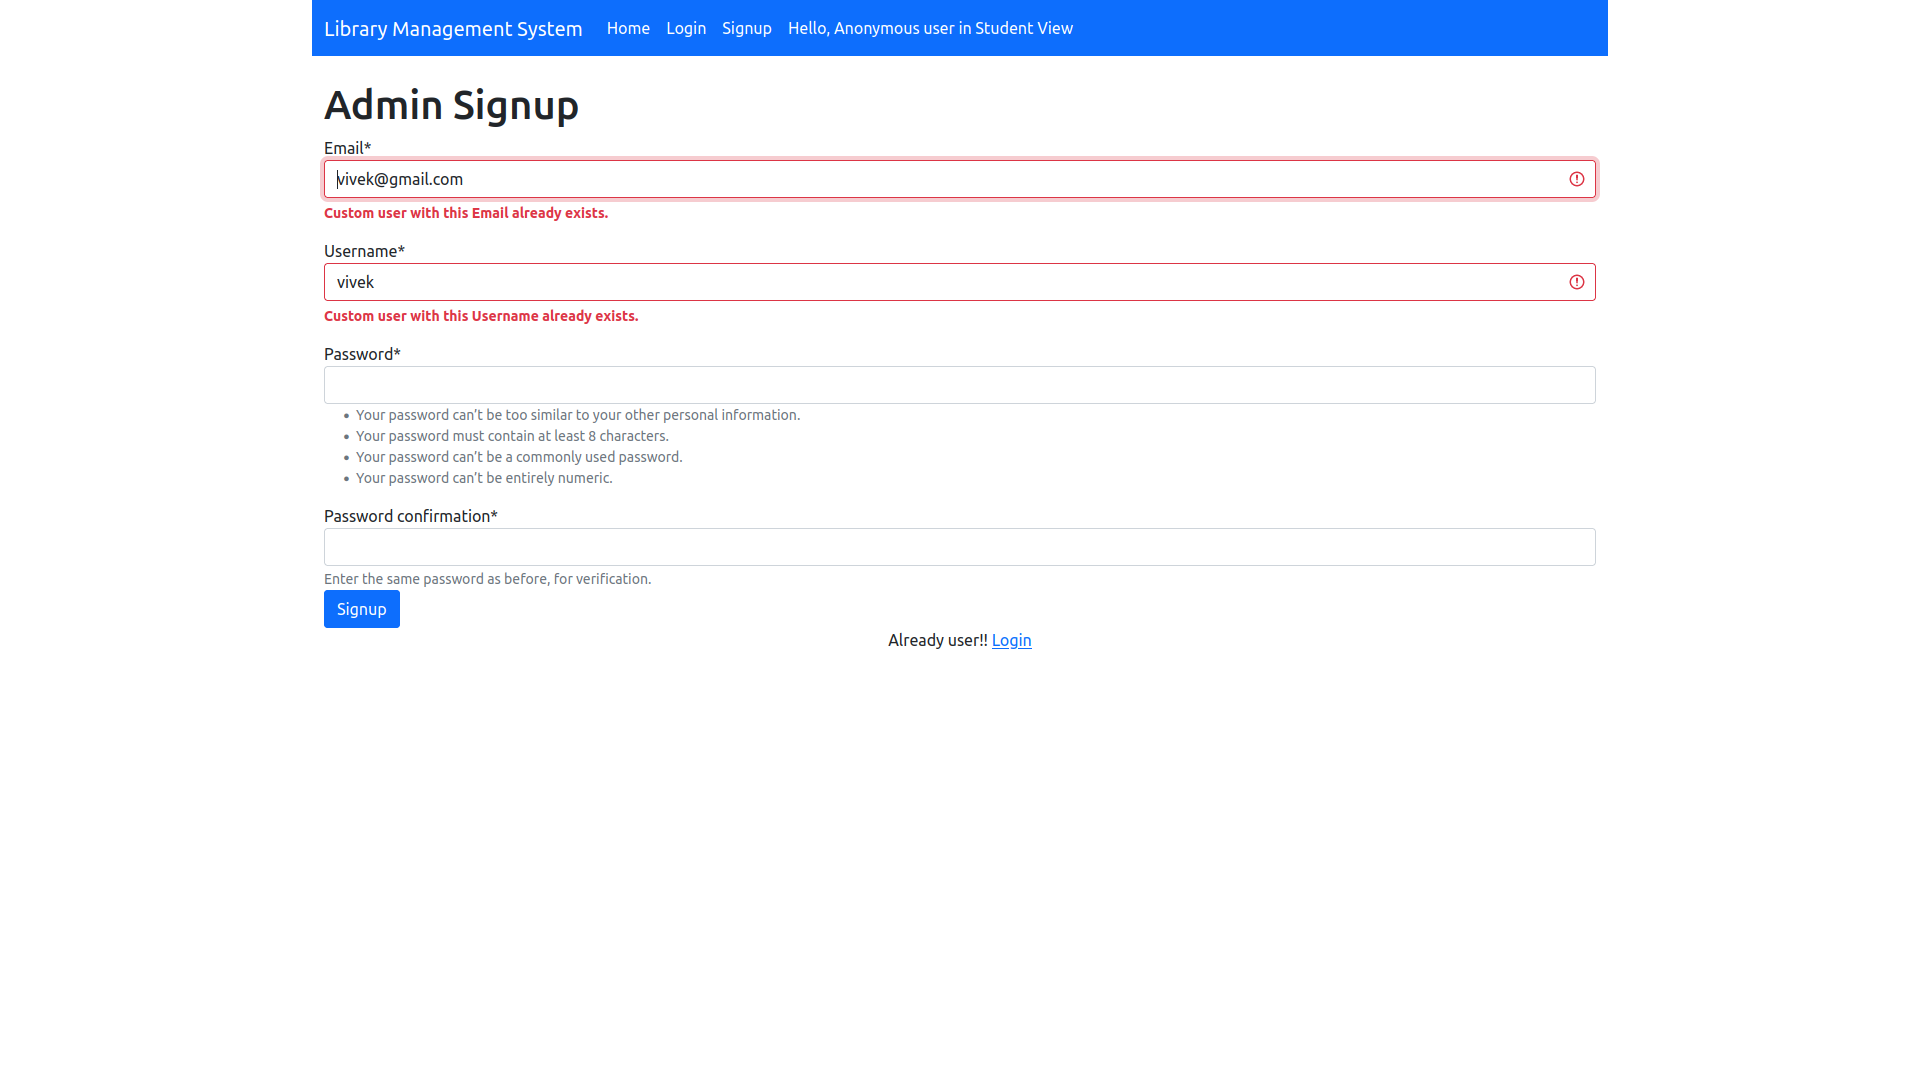 Library Management System Home Login Signup Hello, Anonymous user in Student View
Admin Signup
Email*
vivek@gmail.com
Custom user with this Email already exists.
Username*
vivek
Custom user with this Username already exists.
Password*
• Your password can’t be too similar to your other personal information.
• Your password must contain at least 8 characters.
• Your password can’t be a commonly used password.
• Your password can’t be entirely numeric.
Password confirmation*
Enter the same password as before, for verification.
Signup
Already user!! Login